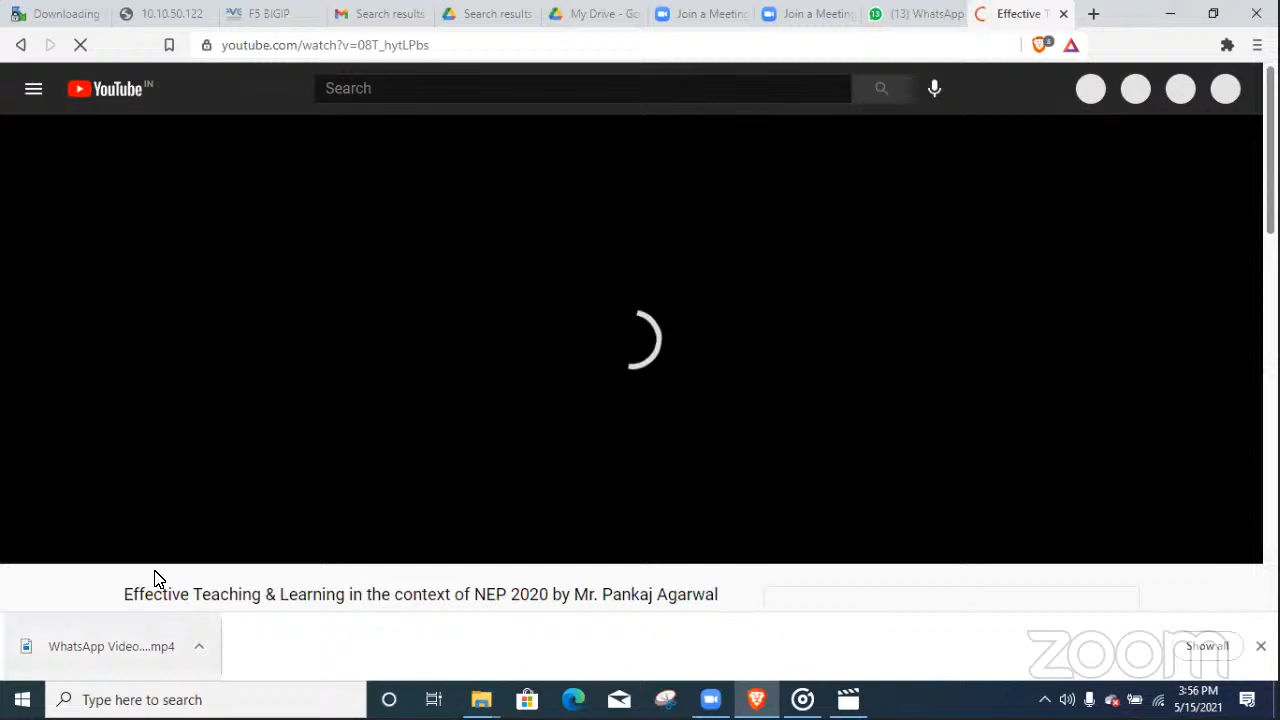 Downloading
10.10.50.122
F5 BIGIP
Search results
Search results
My Drive - Go
Join a Meeting
Join a Meeting
(13) WhatsApp
Effective T
youtube.com/watch?v=08T_hytLPbs
YouTube IN
Search
Effective Teaching & Learning in the context of NEP 2020 by Mr. Pankaj Agarwal
WhatsApp Video....mp4
Show all
zoom
Type here to search
3:56 PM
5/15/2021